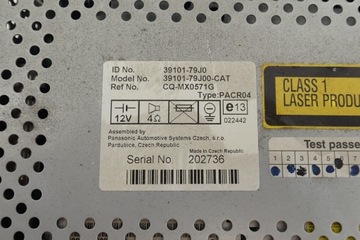 ID No. 39101-79J0
Model No. 39101-79J00-CAT
Ref No. CQ-MX0571G
Type:PACR04
12V 4Ω e13
022442
Assembled by
Panasonic Automotive Systems Czech, s.r.o.
Pardubice, Czech Republic
Made in Czech Republic
Serial No 202736
CLASS 1
LASER PRODU
Test passe
1 2 3 4 5 6